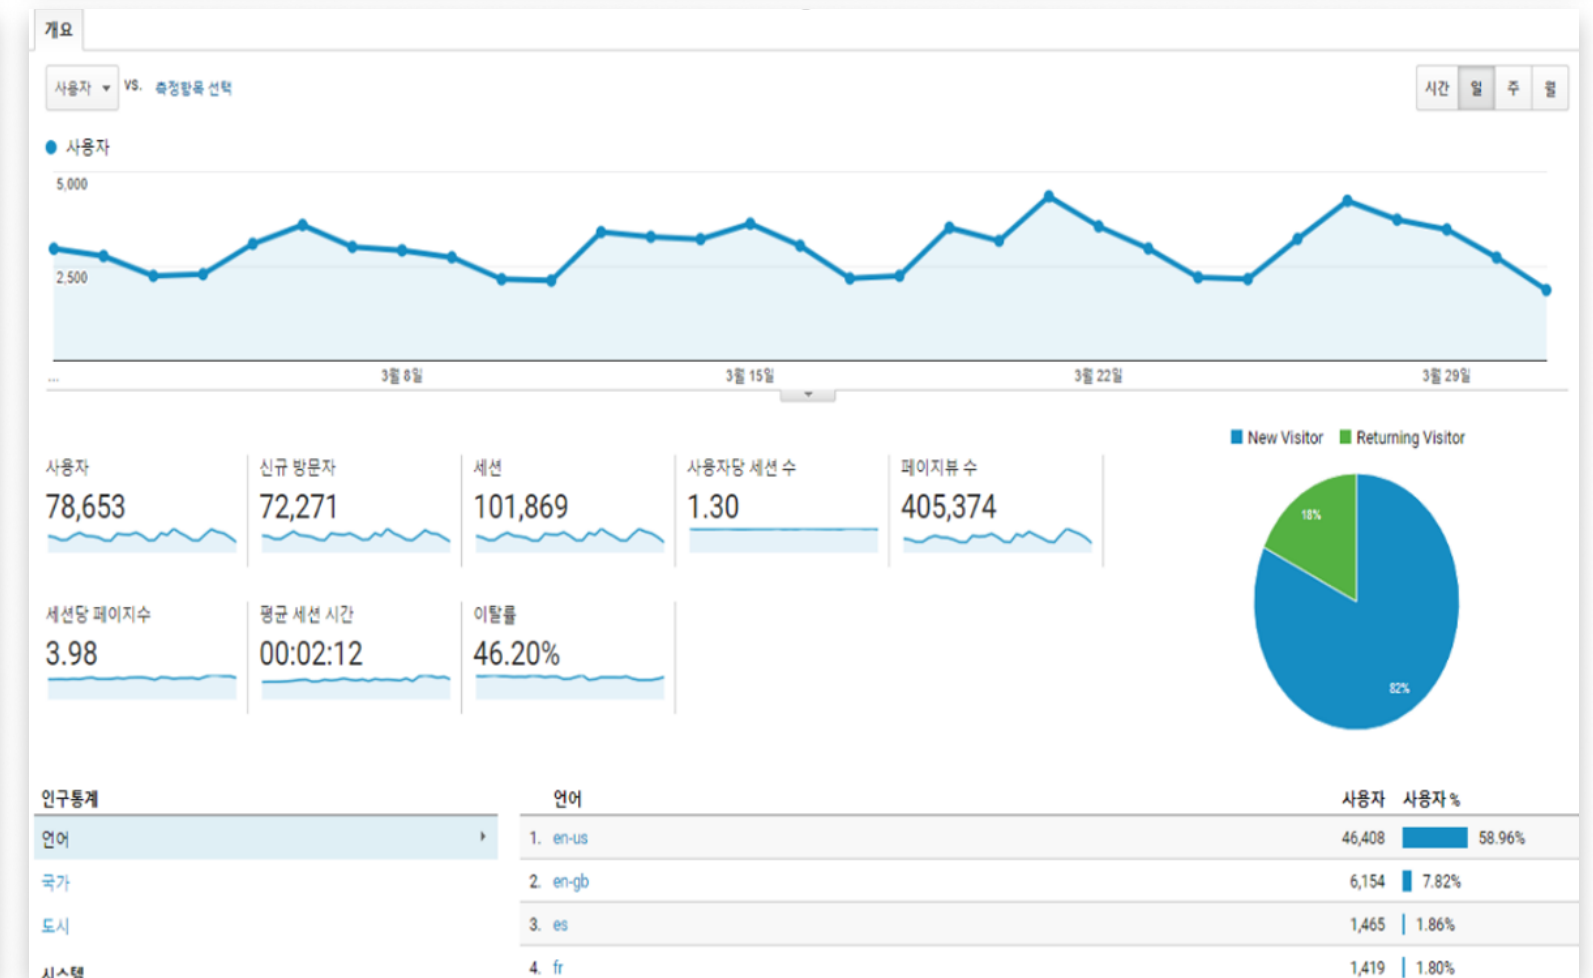 개요
사용자 vs. 측정항목 선택
시간 일 주 월
사용자
5,000
2,500
... 3월 8일 3월 15일 3월 22일 3월 29일
New Visitor Returning Visitor
사용자 신규 방문자 세션 사용자당 세션 수 페이지뷰 수
78,653 72,271 101,869 1.30 405,374
18%
세션당 페이지수 평균 세션 시간 이탈률
3.98 00:02:12 46.20%
82%
인구통계 언어 사용자 사용자 %
언어 1. en-us 46,408 58.96%
국가 2. en-gb 6,154 7.82%
도시 3. es 1,465 1.86%
시스템 4. fr 1,419 1.80%